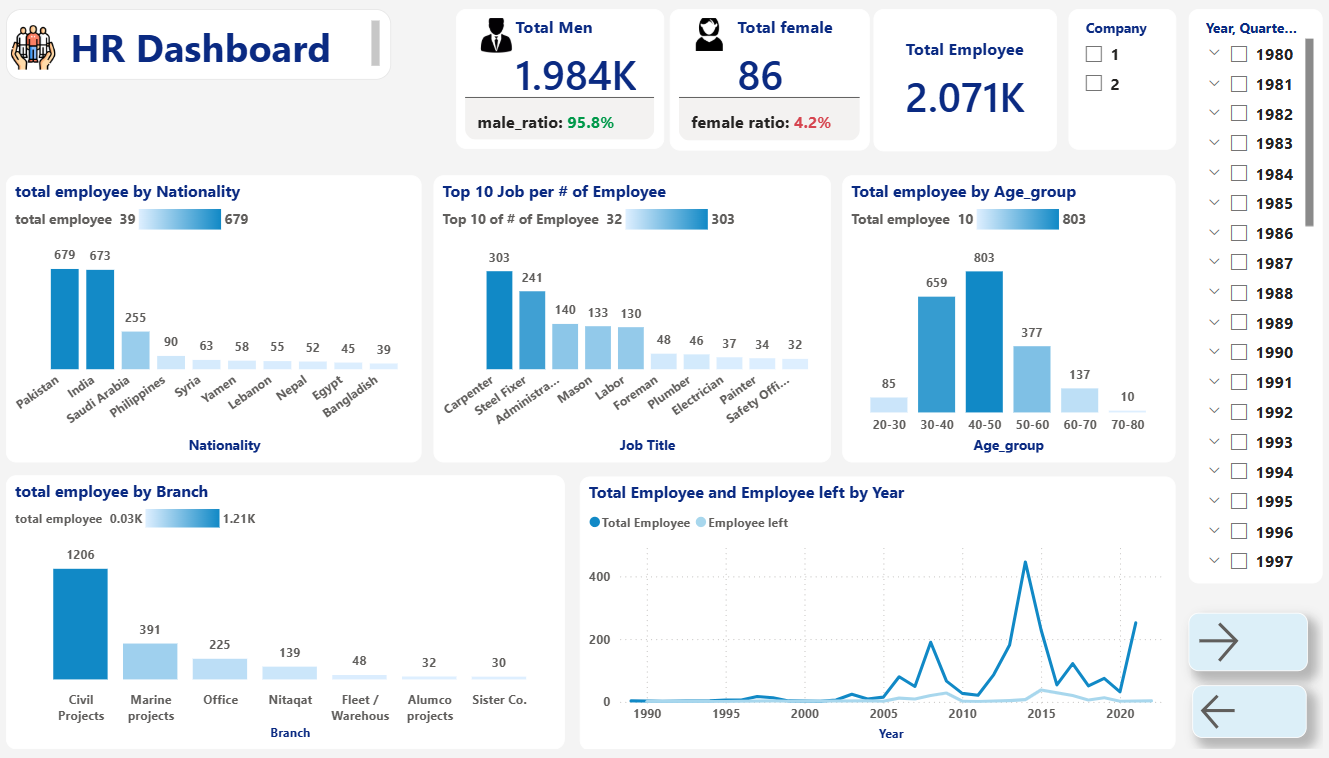 HR Dashboard
Total Men
1.984K
male_ratio: 95.8%
Total female
86
female ratio: 4.2%
Total Employee
2.071K
Company
1
2
Year, Quarte...
1980
1981
1982
1983
1984
1985
1986
1987
1988
1989
1990
1991
1992
1993
1994
1995
1996
1997
total employee by Nationality
total employee 39 679
679 673 255 90 63 58 55 52 45 39
Pakistan India Saudi Arabia Philippines Syria Yemen Lebanon Nepal Egypt Bangladish
Nationality
Top 10 Job per # of Employee
Top 10 of # of Employee 32 303
303 241 140 133 130 48 46 37 34 32
Carpenter Steel Fixer Administra... Mason Labor Foreman Plumber Electrician Painter Safety Offi...
Job Title
Total employee by Age_group
Total employee 10 803
85 659 803 377 137 10
20-30 30-40 40-50 50-60 60-70 70-80
Age_group
total employee by Branch
total employee 0.03K 1.21K
1206 391 225 139 48 32 30
Civil Marine Office Nitaqat Fleet / Alumco Sister Co.
Projects projects Warehous projects
Branch
Total Employee and Employee left by Year
Total Employee Employee left
400
200
0
1990 1995 2000 2005 2010 2015 2020
Year